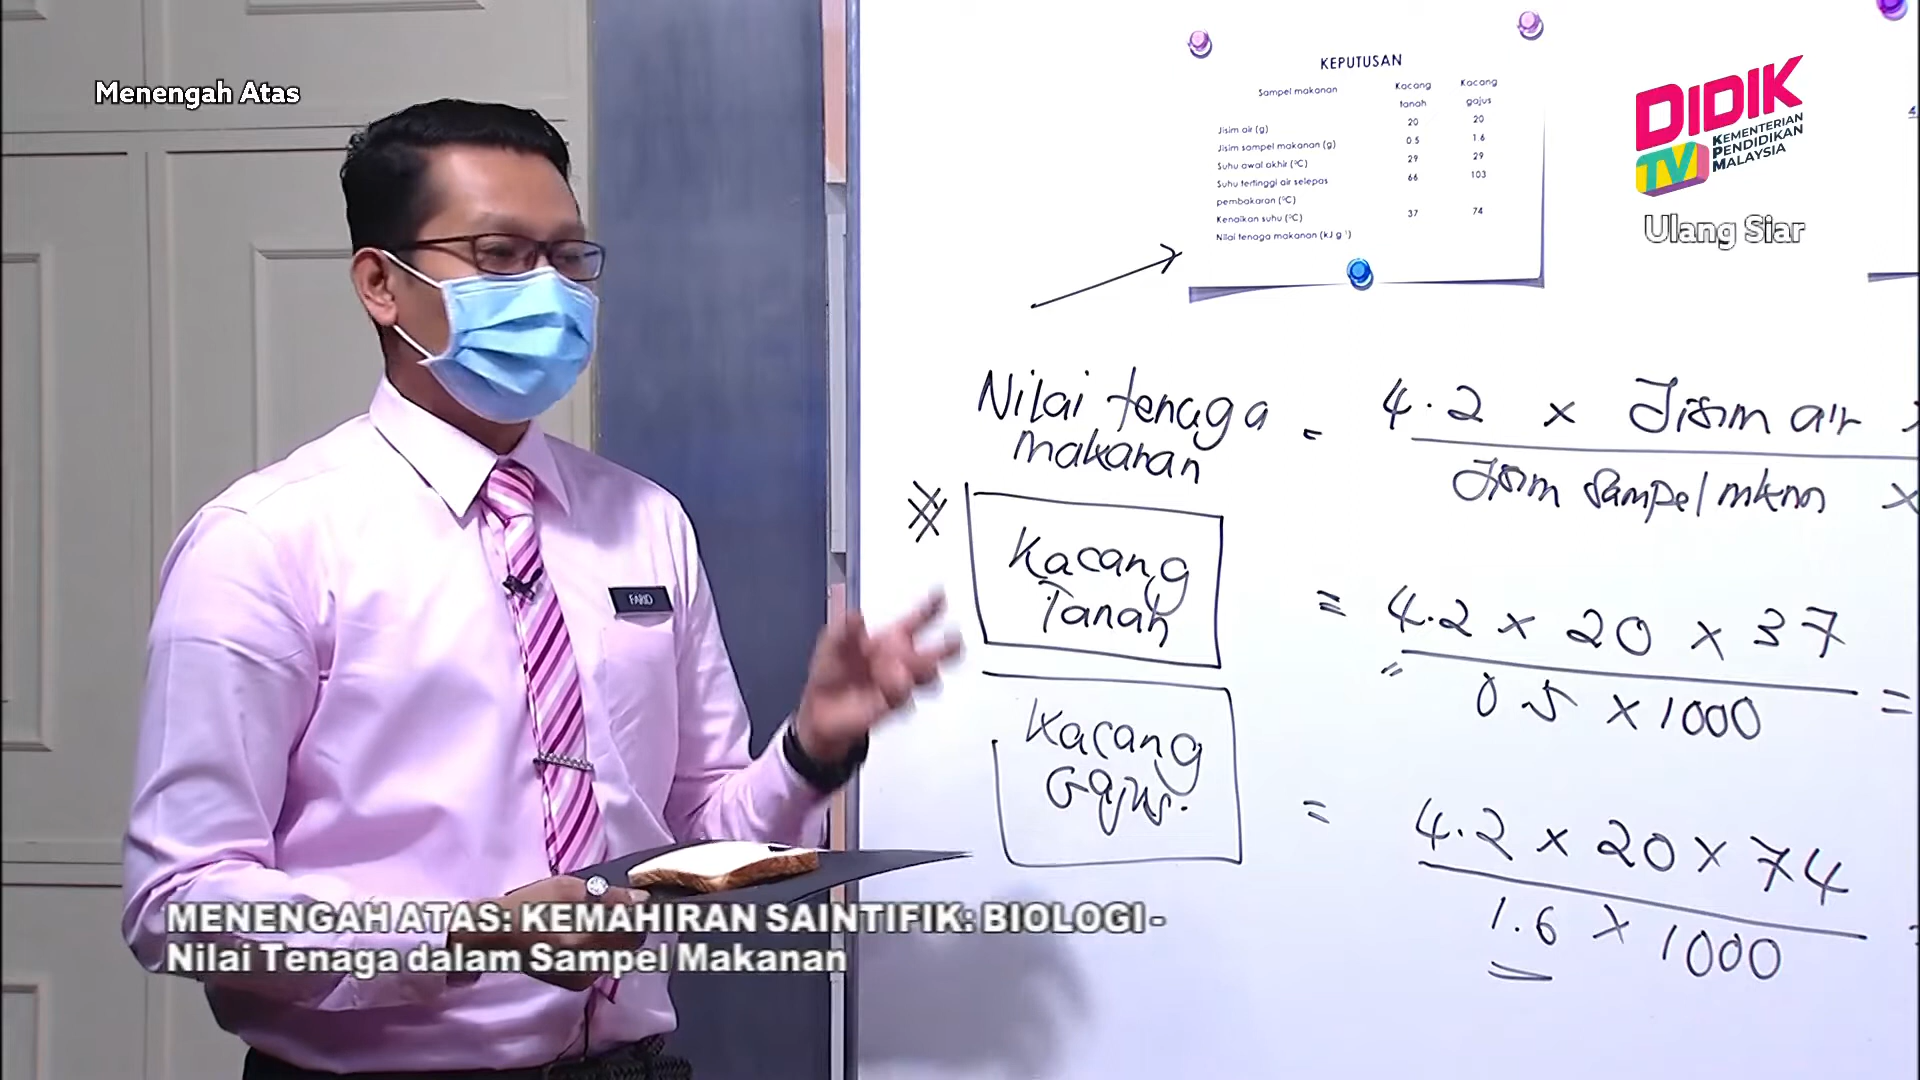 Menengah Atas
KEPUTUSAN
Sampel makanan Kacang tanah Kacang gajus
Jisim air (g) 20 20
Jisim sampel makanan (g) 0.5 1.6
Suhu awal akhir (°C) 29 29
Suhu tertinggi air selepas pembakaran (°C) 66 103
Kenaikan suhu (°C) 37 74
Nilai tenaga makanan (kJ g⁻¹)
DIDIK
TV
KEMENTERIAN
PENDIDIKAN
MALAYSIA
Ulang Siar
Nilai tenaga makanan = 4.2 x Jisim air x
Jisim sampel mknn x
Kacang Tanah = 4.2 x 20 x 37
0.5 x 1000 =
Kacang Gajus. = 4.2 x 20 x 74
1.6 x 1000
FARID
MENENGAH ATAS: KEMAHIRAN SAINTIFIK: BIOLOGI -
Nilai Tenaga dalam Sampel Makanan